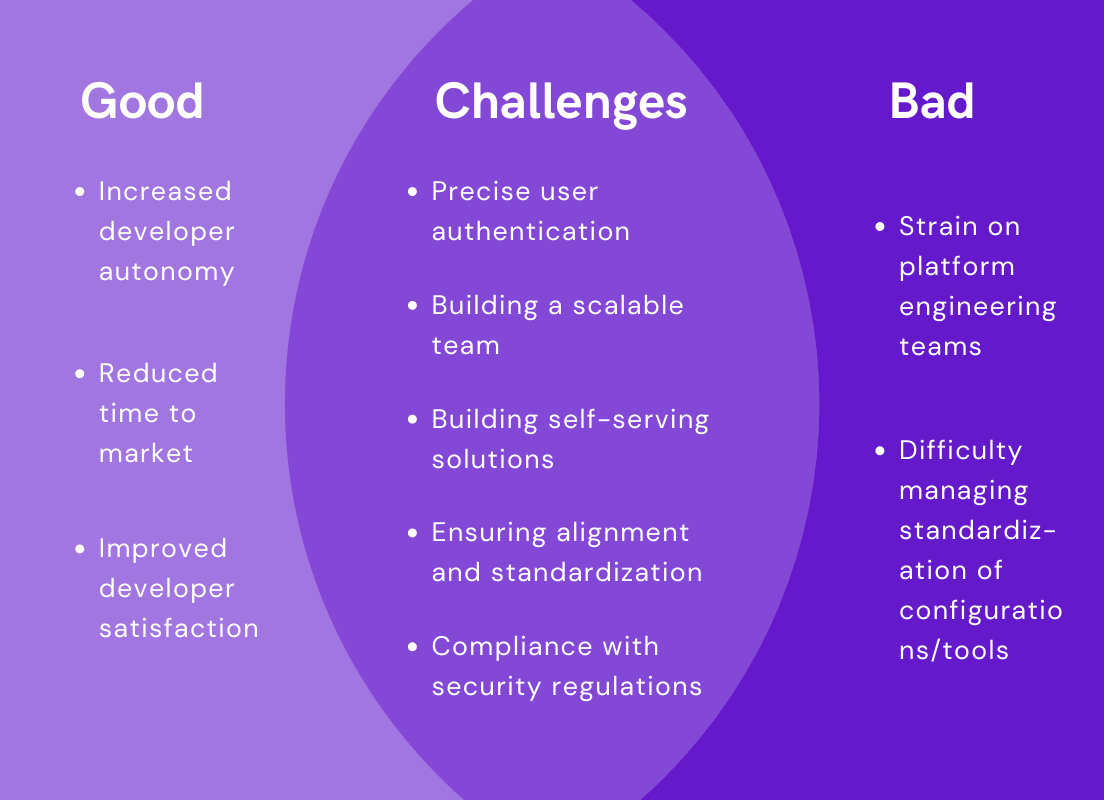 Good
Increased
developer
autonomy
Reduced
time to
market
Improved
developer
satisfaction
Challenges
Precise user
authentication
Building a scalable
team
Building self-serving
solutions
Ensuring alignment
and standardization
Compliance with
security regulations
Bad
Strain on
platform
engineering
teams
Difficulty
managing
standardiz-
ation of
configuratio
ns/tools